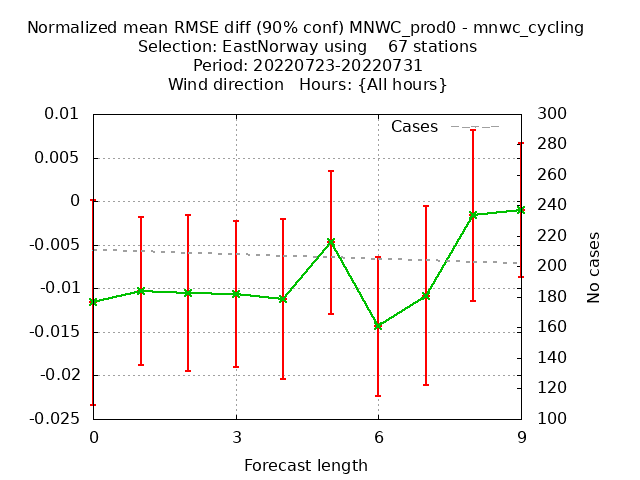 Normalized mean RMSE diff (90% conf) MNWC_prod0 - mnwc_cycling
Selection: EastNorway using 67 stations
Period: 20220723-20220731
Wind direction Hours: {All hours}
0.01
0.005
0
-0.005
-0.01
-0.015
-0.02
-0.025
Cases
300
280
260
240
220
200
180
160
140
120
100
No cases
0 3 6 9
Forecast length